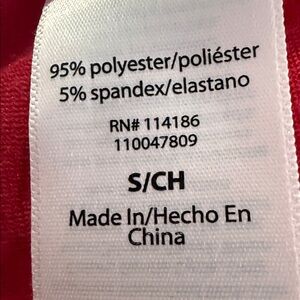 95% polyester/poliéster
5% spandex/elastano
RN# 114186
110047809
S/CH
Made In/Hecho En
China